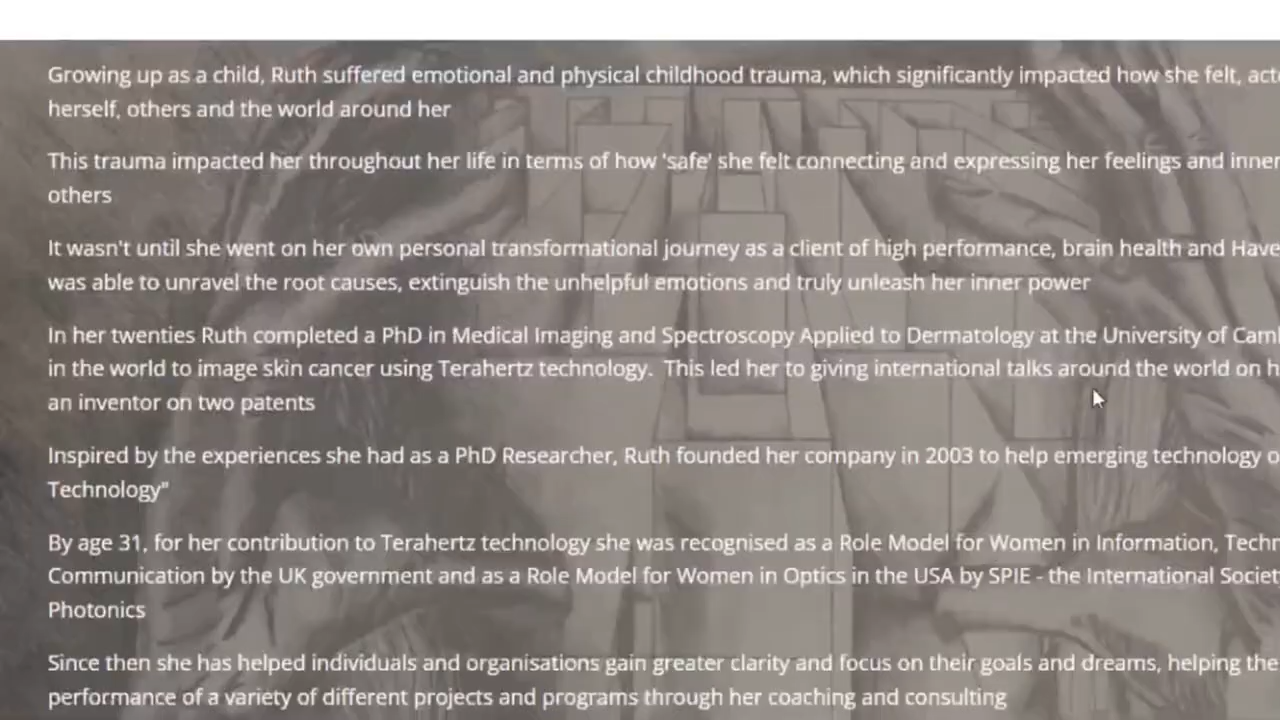 Growing up as a child, Ruth suffered emotional and physical childhood trauma, which significantly impacted how she felt,
herself, others and the world around her
This trauma impacted her throughout her life in terms of how 'safe' she felt connecting and expressing her feelings and inner
others
It wasn't until she went on her own personal transformational journey as a client of high performance, brain health and
was able to unravel the root causes, extinguish the unhelpful emotions and truly unleash her inner power
In her twenties Ruth completed a PhD in Medical Imaging and Spectroscopy Applied to Dermatology at the University of
in the world to image skin cancer using Terahertz technology. This led her to giving international talks around the world on
an inventor on two patents
Inspired by the experiences she had as a PhD Researcher, Ruth founded her company in 2003 to help emerging technology
Technology"
By age 31, for her contribution to Terahertz technology she was recognised as a Role Model for Women in Information,
Communication by the UK government and as a Role Model for Women in Optics in the USA by SPIE - the International
Photonics
Since then she has helped individuals and organisations gain greater clarity and focus on their goals and dreams, helping
performance of a variety of different projects and programs through her coaching and consulting